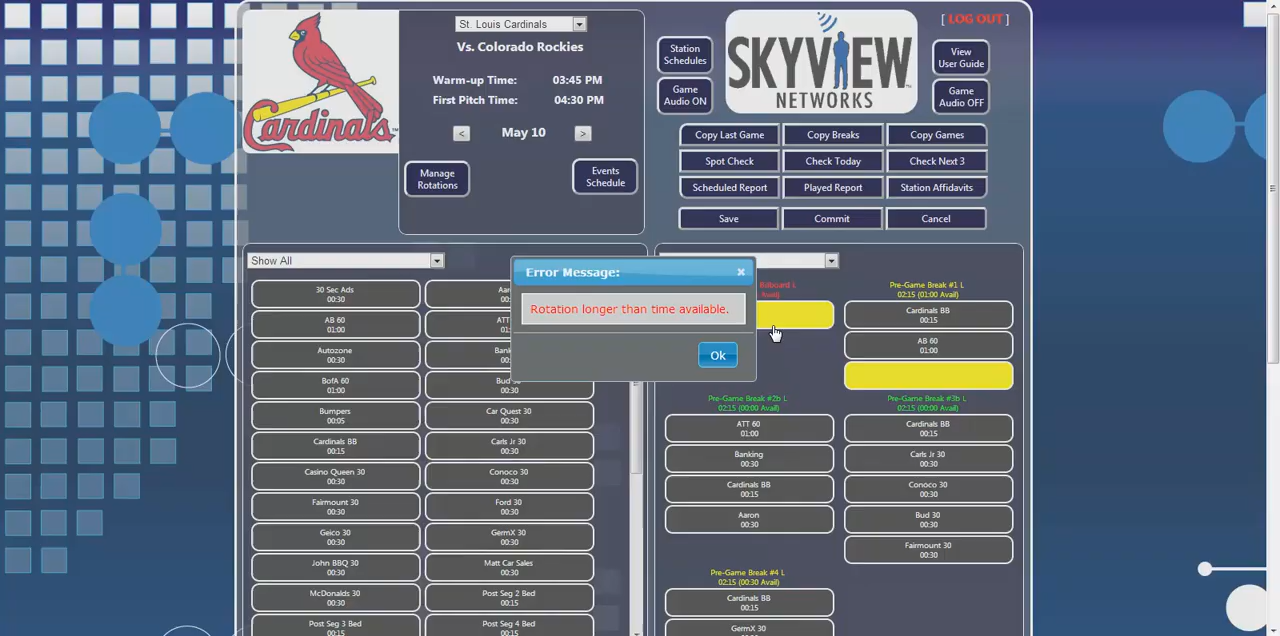 St. Louis Cardinals
Vs. Colorado Rockies
Warm-up Time: 03:45 PM
First Pitch Time: 04:30 PM
< May 10 >
Manage
Rotations
Events
Schedule
Cardinals
Station
Schedules
Game
Audio ON
SKYVIEW
NETWORKS
[ LOG OUT ]
View
User Guide
Game
Audio OFF
Copy Last Game
Copy Breaks
Copy Games
Spot Check
Check Today
Check Next 3
Scheduled Report
Played Report
Station Affidavits
Save
Commit
Cancel
Show All
Error Message:
Rotation longer than time available.
Ok
30 Sec Ads
00:30
AB 60
01:00
Autozone
00:30
BofA 60
01:00
Bumpers
00:05
Cardinals BB
00:15
Casino Queen 30
00:30
Fairmount 30
00:30
Geico 30
00:30
John BBQ 30
00:30
McDonalds 30
00:30
Post Seg 3 Bed
00:15
Car Quest 30
00:30
Carls Jr 30
00:30
Conoco 30
00:30
Ford 30
00:30
GermX 30
00:30
Matt Car Sales
00:30
Post Seg 2 Bed
00:15
Post Seg 4 Bed
00:15
Pre-Game Break #1 L
02:15 (01:00 Avail)
Cardinals BB
00:15
AB 60
01:00
Pre-Game Break #2b L
02:15 (00:00 Avail)
ATT 60
01:00
Banking
00:30
Cardinals BB
00:15
Aaron
00:30
Pre-Game Break #3b L
02:15 (00:00 Avail)
Cardinals BB
00:15
Carls Jr 30
00:30
Conoco 30
00:30
Bud 30
00:30
Fairmount 30
00:30
Pre-Game Break #4 L
02:15 (00:30 Avail)
Cardinals BB
00:15
GermX 30